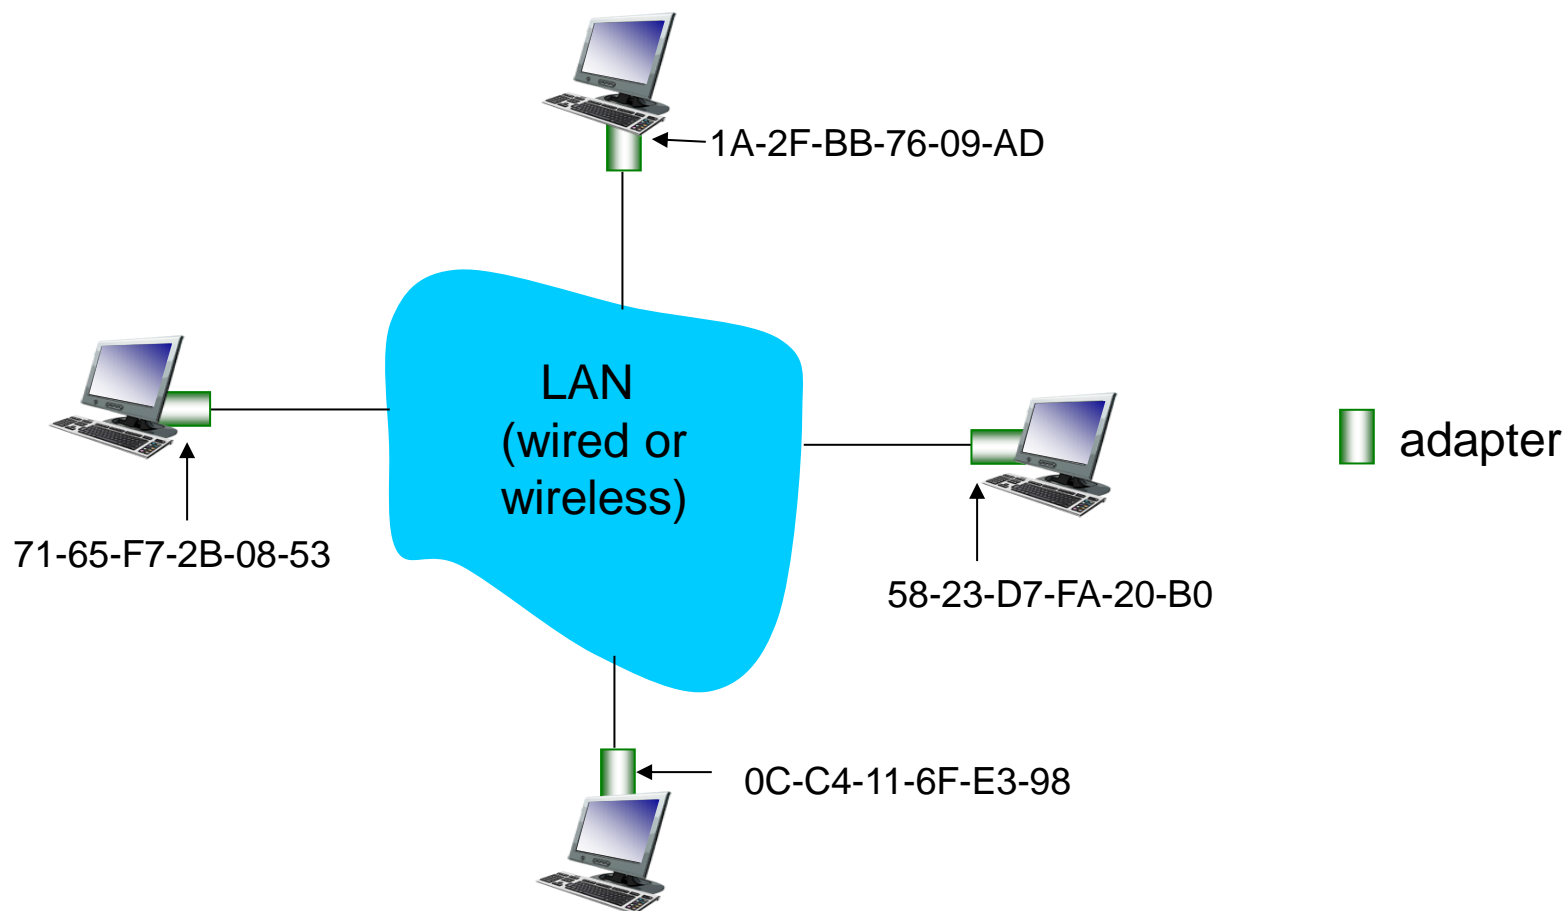 1A-2F-BB-76-09-AD
LAN
(wired or
wireless)
adapter
71-65-F7-2B-08-53
58-23-D7-FA-20-B0
0C-C4-11-6F-E3-98